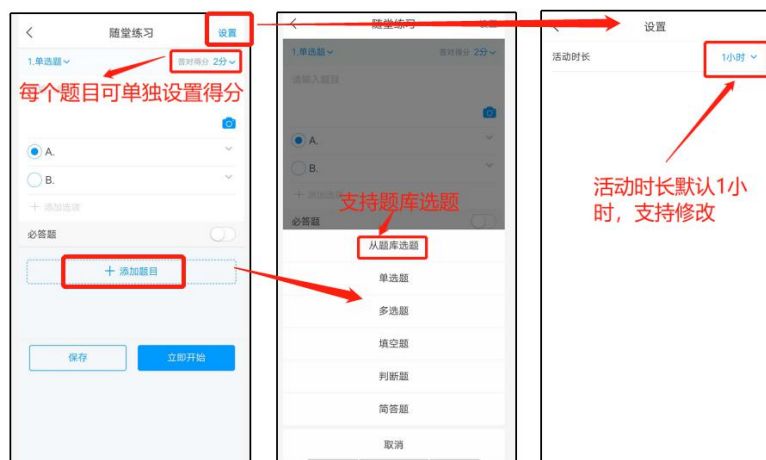 随堂练习
设置
1.单选题
答对得分 2分
每个题目可单独设置得分
A.
B.
+ 添加选项
必答题
+ 添加题目
保存
立即开始
随堂练习
设置
1.单选题
答对得分 2分
请输入题目
A.
B.
+ 添加选项
支持题库选题
必答题
从题库选题
单选题
多选题
填空题
判断题
简答题
取消
设置
活动时长
1小时
活动时长默认1小
时，支持修改